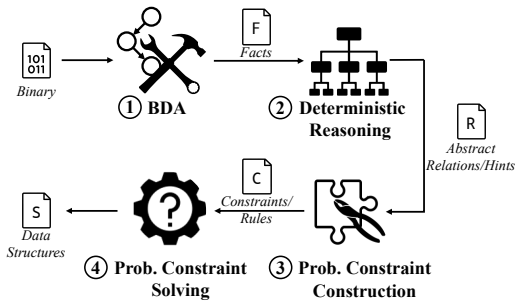 101
011
Binary
① BDA
F
Facts
② Deterministic
Reasoning
R
Abstract
Relations/Hints
S
Data
Structures
?
④ Prob. Constraint
Solving
C
Constraints/
Rules
③ Prob. Constraint
Construction